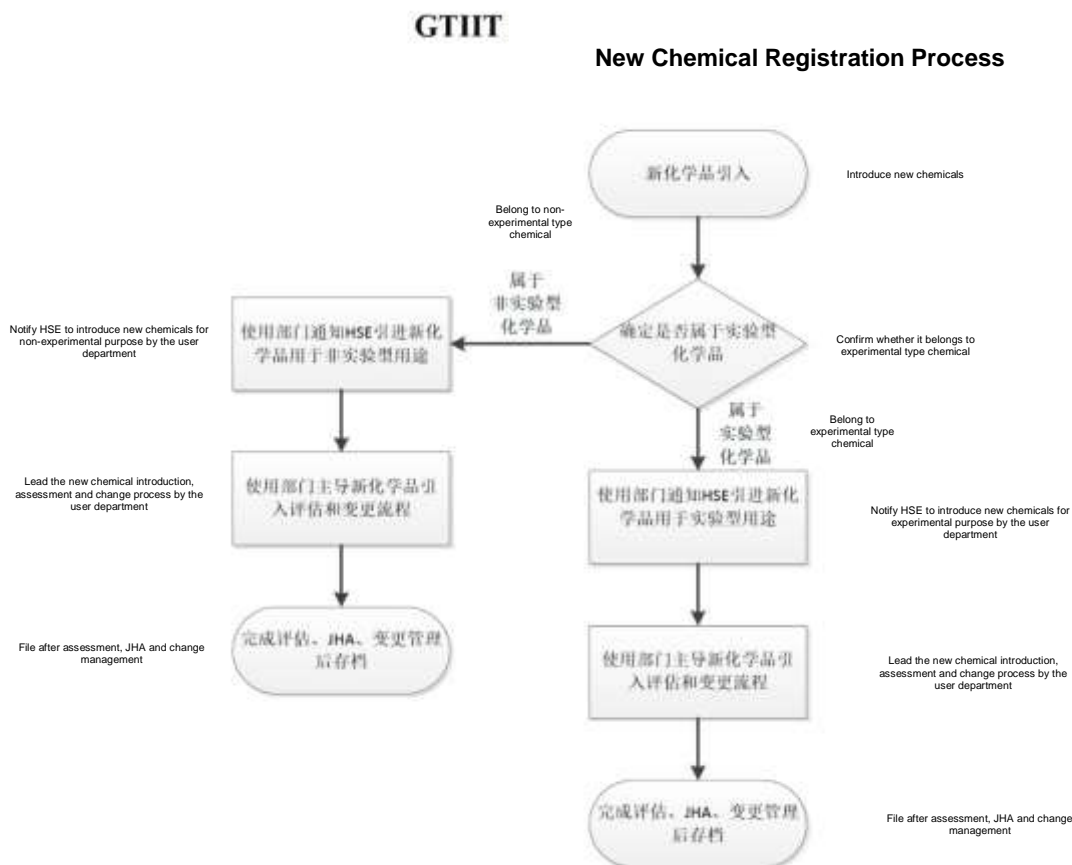 GTIIT
New Chemical Registration Process
新化学品引入
Introduce new chemicals
Belong to non-
experimental type
chemical
属于
非实验型
化学品
Notify HSE to introduce new chemicals for
non-experimental purpose by the user
department
使用部门通知HSE引进新化
学品用于非实验型用途
确定是否属于实验型
化学品
Confirm whether it belongs to
experimental type chemical
属于
实验型
化学品
Belong to
experimental type
chemical
Lead the new chemical introduction,
assessment and change process by the
user department
使用部门主导新化学品引
入评估和变更流程
使用部门通知HSE引进新化
学品用于实验型用途
Notify HSE to introduce new chemicals for
experimental purpose by the user
department
File after assessment, JHA and change
management
完成评估、JHA、变更管理
后存档
使用部门主导新化学品引
入评估和变更流程
Lead the new chemical introduction,
assessment and change process by the
user department
完成评估、JHA、变更管理
后存档
File after assessment, JHA and change
management